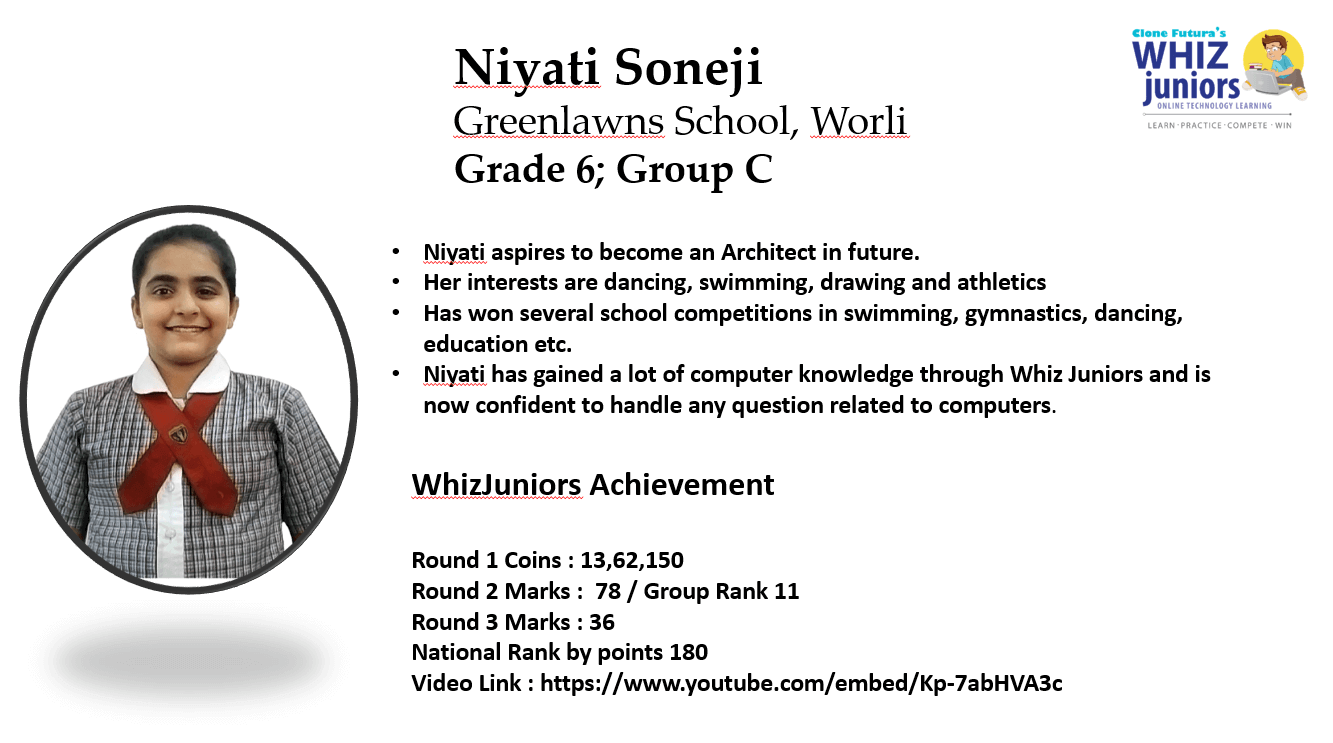 Niyati Soneji
Greenlawns School, Worli
Grade 6; Group C
Clone Futura's
WHIZ
juniors
ONLINE TECHNOLOGY LEARNING
LEARN · PRACTICE · COMPETE · WIN
• Niyati aspires to become an Architect in future.
• Her interests are dancing, swimming, drawing and athletics
• Has won several school competitions in swimming, gymnastics, dancing,
education etc.
• Niyati has gained a lot of computer knowledge through Whiz Juniors and is
now confident to handle any question related to computers.
WhizJuniors Achievement
Round 1 Coins : 13,62,150
Round 2 Marks :  78 / Group Rank 11
Round 3 Marks : 36
National Rank by points 180
Video Link : https://www.youtube.com/embed/Kp-7abHVA3c